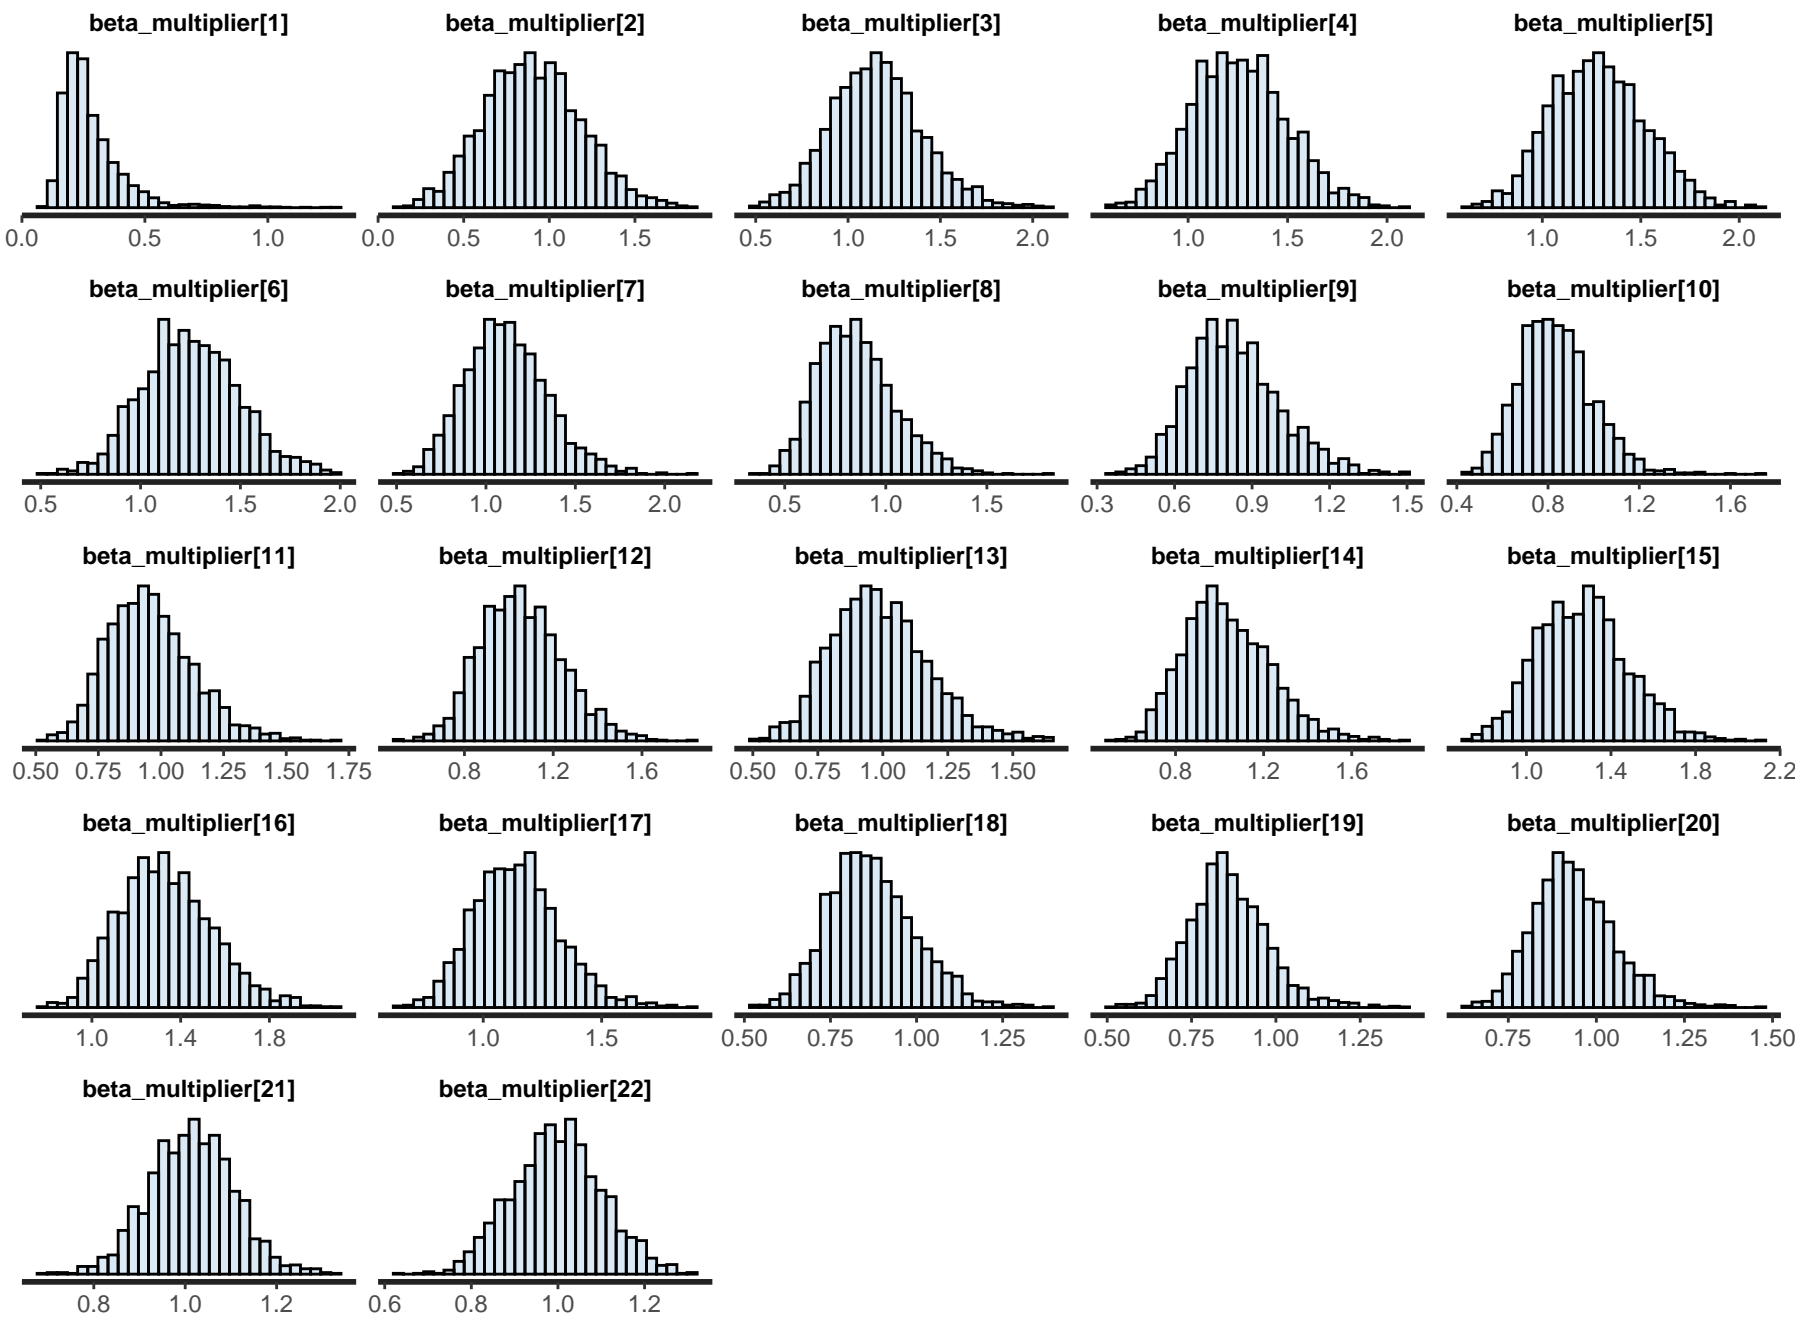 beta_multiplier[1] beta_multiplier[2] beta_multiplier[3] beta_multiplier[4] beta_multiplier[5]
0.0 0.5 1.0 0.0 0.5 1.0 1.5 0.5 1.0 1.5 2.0 1.0 1.5 2.0 1.0 1.5 2.0
beta_multiplier[6] beta_multiplier[7] beta_multiplier[8] beta_multiplier[9] beta_multiplier[10]
0.5 1.0 1.5 2.0 0.5 1.0 1.5 2.0 0.5 1.0 1.5 0.3 0.6 0.9 1.2 1.5 0.4 0.8 1.2 1.6
beta_multiplier[11] beta_multiplier[12] beta_multiplier[13] beta_multiplier[14] beta_multiplier[15]
0.50 0.75 1.00 1.25 1.50 1.75 0.8 1.2 1.6 0.50 0.75 1.00 1.25 1.50 0.8 1.2 1.6 1.0 1.4 1.8 2.2
beta_multiplier[16] beta_multiplier[17] beta_multiplier[18] beta_multiplier[19] beta_multiplier[20]
1.0 1.4 1.8 1.0 1.5 0.50 0.75 1.00 1.25 0.50 0.75 1.00 1.25 0.75 1.00 1.25 1.50
beta_multiplier[21] beta_multiplier[22]
0.8 1.0 1.2 0.6 0.8 1.0 1.2